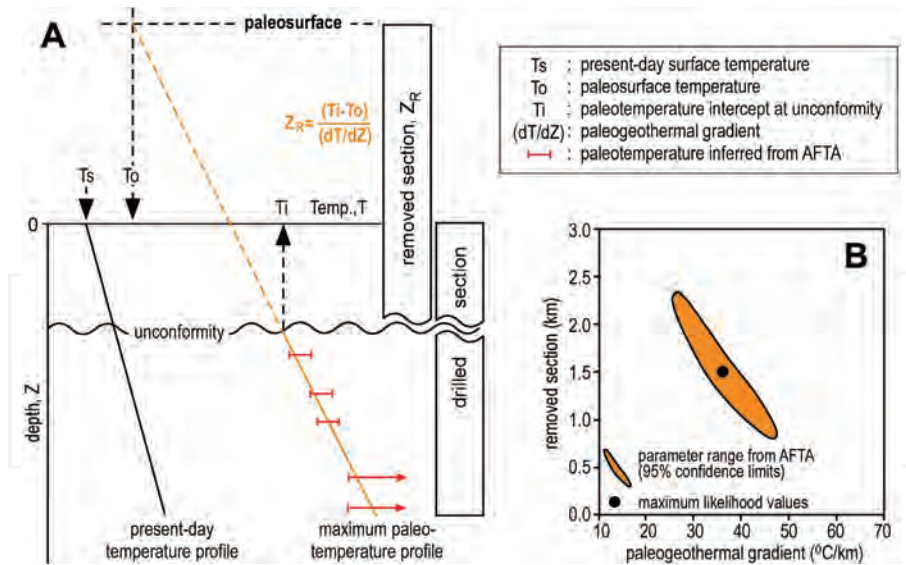 A
paleosurface
Z_R = (Ti-To)
(dT/dZ)
removed section, Z_R
Ts
To
Ti
Temp.,T
0
unconformity
depth, Z
section
drilled
present-day
temperature profile
maximum paleo-
temperature profile
Ts : present-day surface temperature
To : paleosurface temperature
Ti : paleotemperature intercept at unconformity
(dT/dZ) : paleogeothermal gradient
: paleotemperature inferred from AFTA
B
3.0
2.5
2.0
1.5
1.0
0.5
0.0
removed section (km)
parameter range from AFTA
(95% confidence limits)
maximum likelihood values
10 20 30 40 50 60 70
paleogeothermal gradient (⁰C/km)